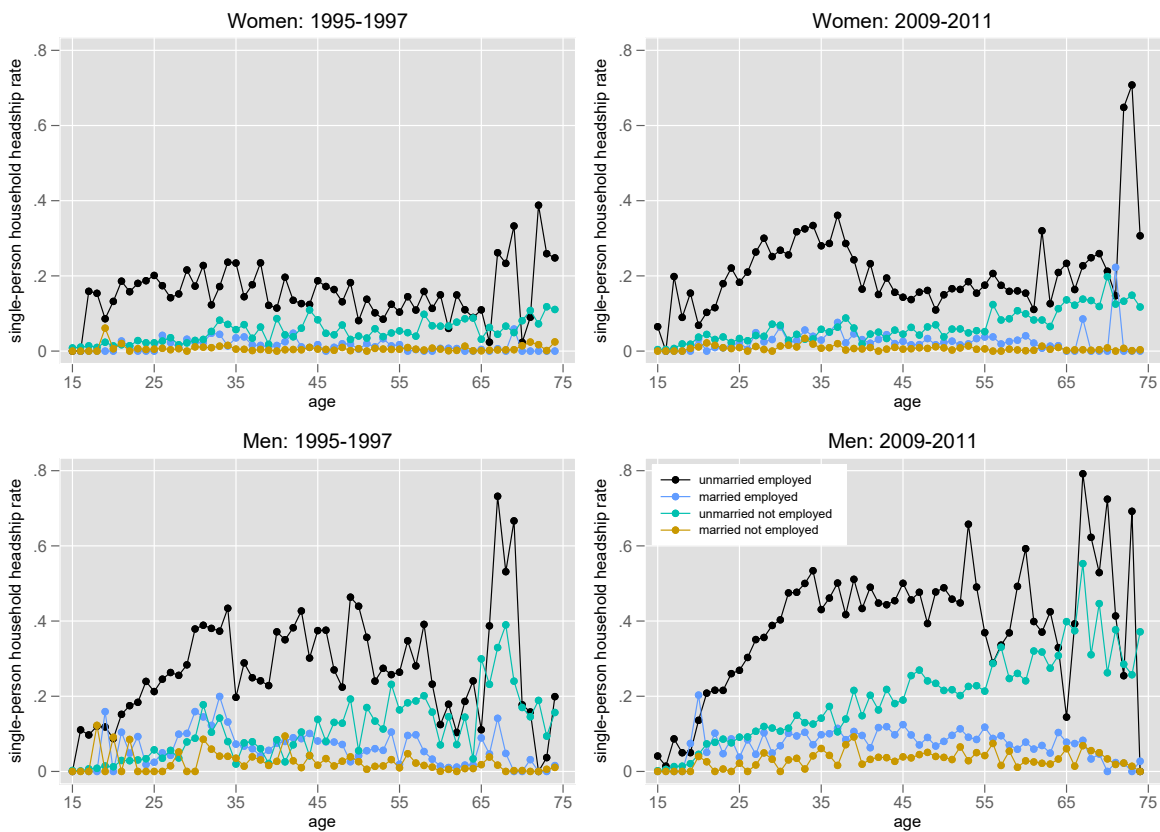 Women: 1995-1997
single-person household headship rate
.8
.6
.4
.2
0
15 25 35 45 55 65 75
age
Women: 2009-2011
single-person household headship rate
.8
.6
.4
.2
0
15 25 35 45 55 65 75
age
Men: 1995-1997
single-person household headship rate
.8
.6
.4
.2
0
15 25 35 45 55 65 75
age
Men: 2009-2011
single-person household headship rate
.8
.6
.4
.2
0
unmarried employed
married employed
unmarried not employed
married not employed
15 25 35 45 55 65 75
age